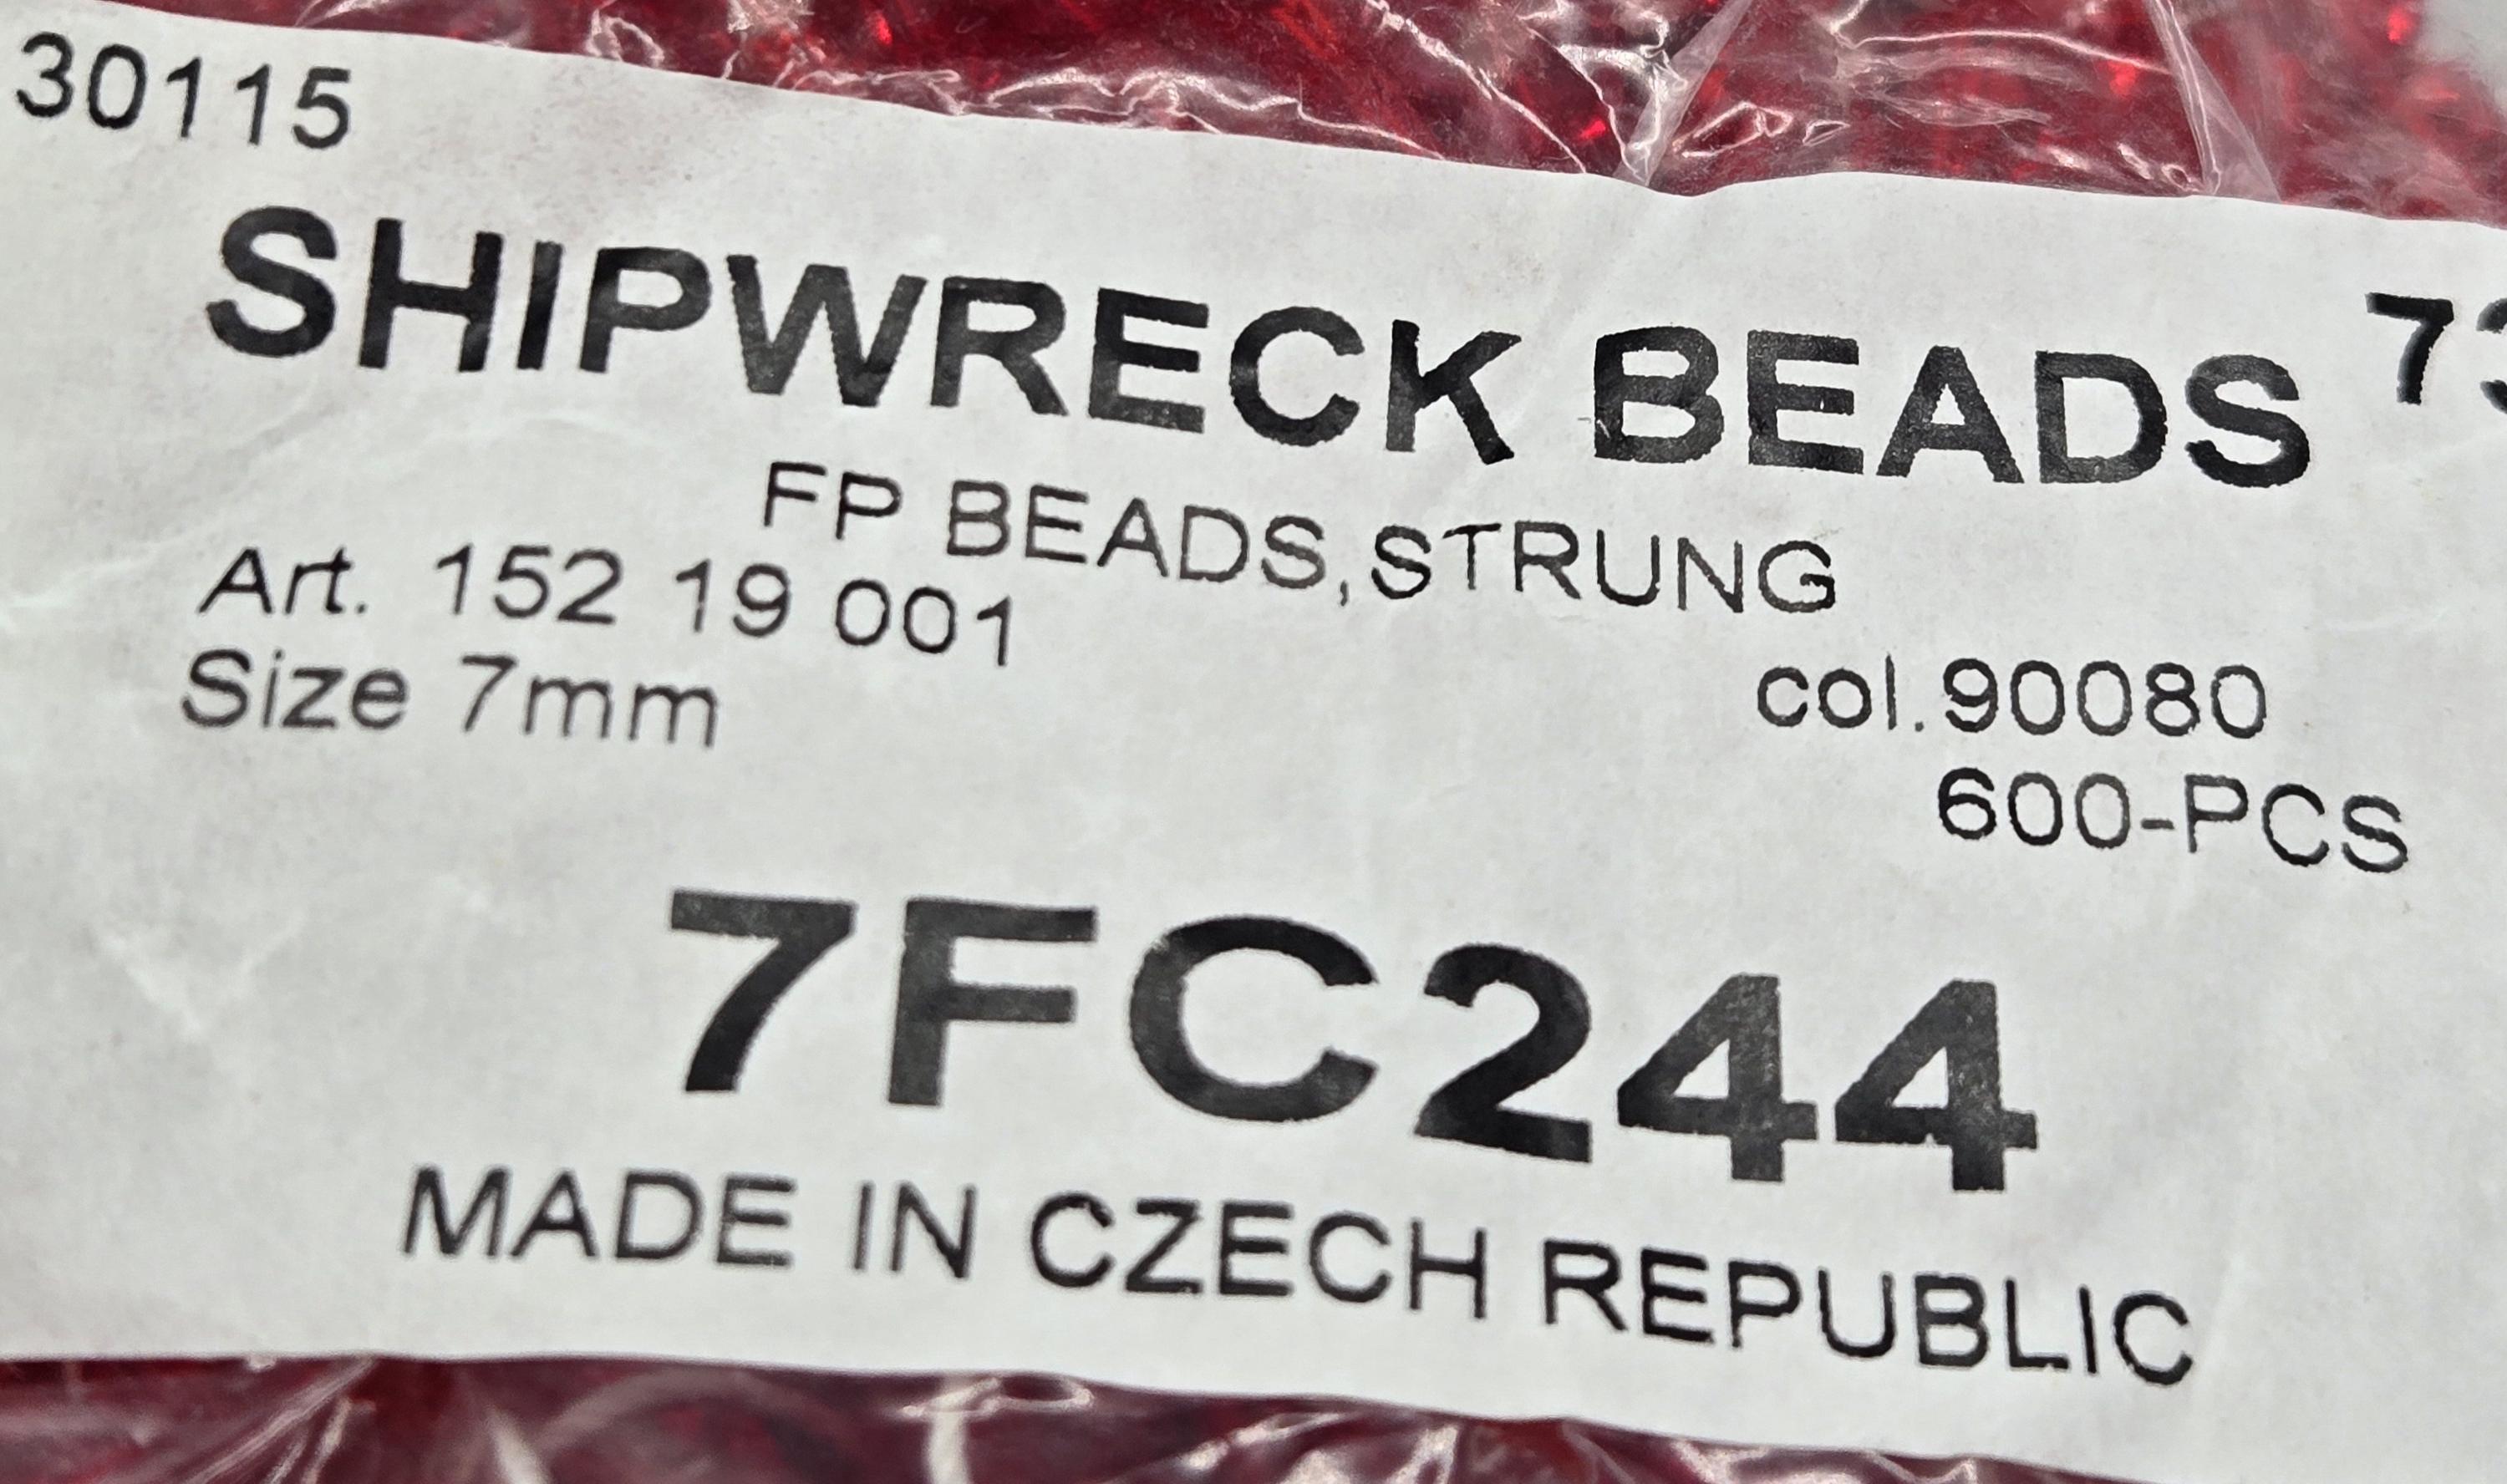 30115
SHIPWRECK BEADS
FP BEADS,STRUNG
Art. 152 19 001
Size 7mm
col.90080
600-PCS
7FC244
MADE IN CZECH REPUBLIC